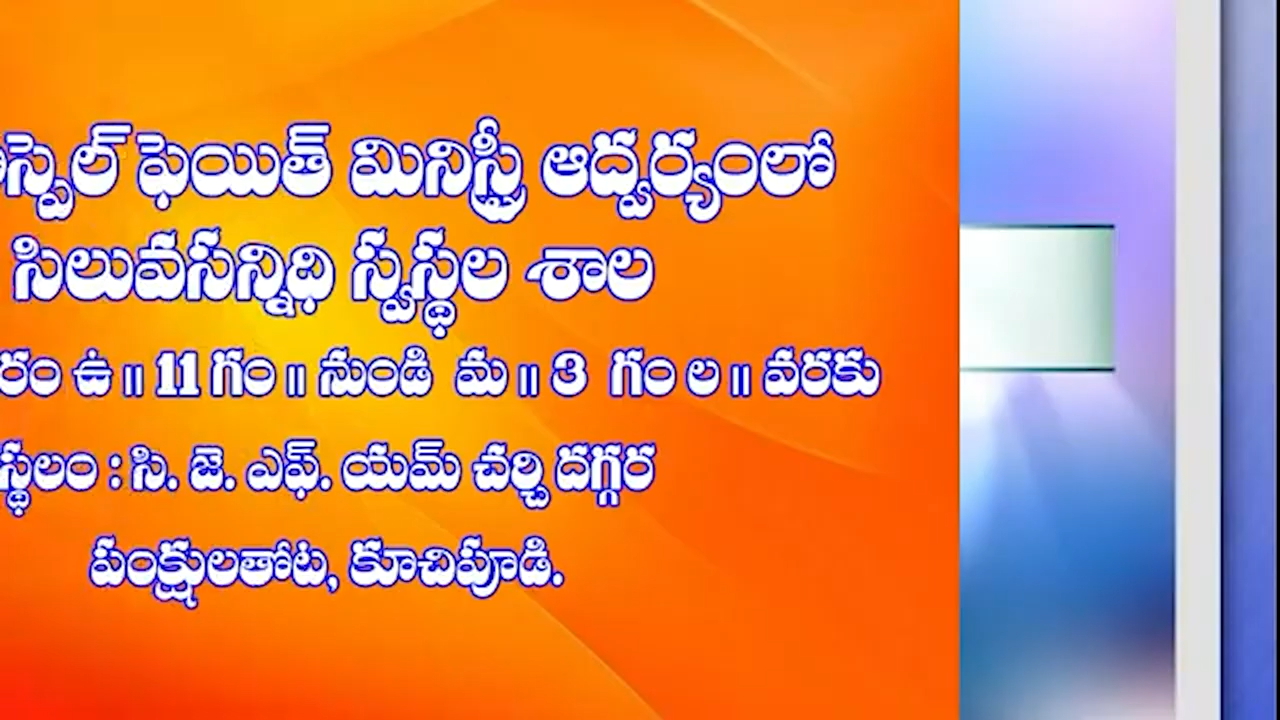 ఫెయిత్ మినిస్ట్రీ ఆద్వర్యంలో
సిలువసన్నిధి స్వస్థల శాల
ఉ॥ 11 గం॥ నుండి మ॥ 3 గం ల॥ వరకు
స్థలం : సి. జె. ఎఫ్. యమ్ చర్చి దగ్గర
పంక్షులతోట, కూచిపూడి.